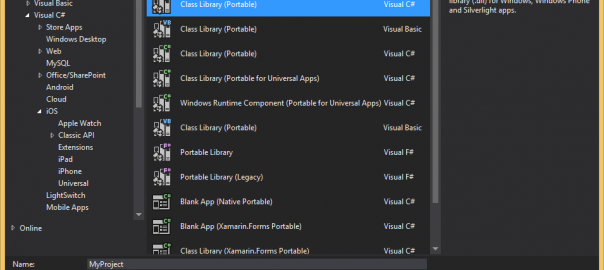 Visual Basic
Visual C#
Store Apps
Windows Desktop
Web
MySQL
Office/SharePoint
Android
Cloud
iOS
Apple Watch
Classic API
Extensions
iPad
iPhone
Universal
LightSwitch
Mobile Apps
Online
Class Library (Portable) Visual C#
Class Library (Portable) Visual Basic
Class Library (Portable) Visual C#
Class Library (Portable for Universal Apps) Visual C#
Windows Runtime Component (Portable for Universal Apps) Visual C#
Class Library (Portable) Visual Basic
Portable Library Visual F#
Portable Library (Legacy) Visual F#
Blank App (Native Portable) Visual C#
Blank App (Xamarin.Forms Portable) Visual C#
Class Library (Xamarin.Forms Portable) Visual C#
library (.dll) for Windows, Windows Phone
and Silverlight apps.
Name: MyProject